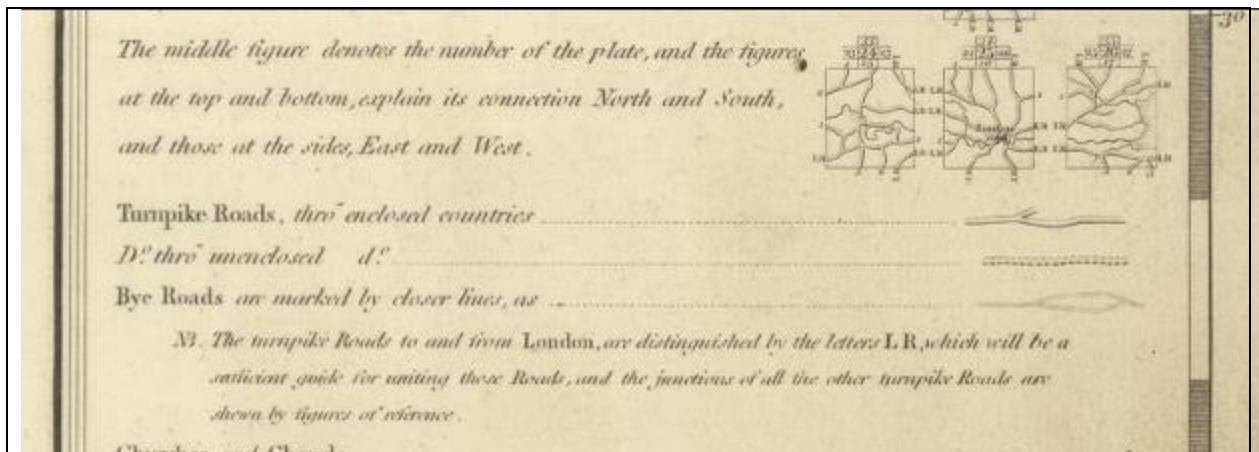 The middle figure denotes the number of the plate, and the figures
at the top and bottom, explain its connection North and South,
and those at the sides, East and West.
Turnpike Roads, thro' enclosed countries
Do. thro' unenclosed do.
Bye Roads are marked by closer lines, as
NB. The turnpike Roads to and from London, are distinguished by the letters L R, which will be a
sufficient guide for uniting those Roads, and the junctions of all the other turnpike Roads are
shewn by figures of reference.
30